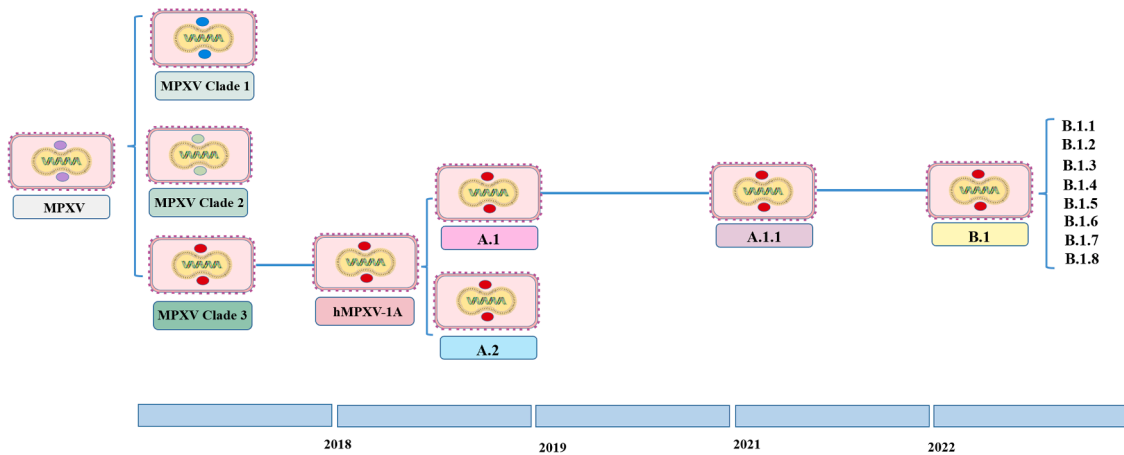 MPXV
MPXV Clade 1
MPXV Clade 2
MPXV Clade 3
hMPXV-1A
A.1
A.2
A.1.1
B.1
B.1.1
B.1.2
B.1.3
B.1.4
B.1.5
B.1.6
B.1.7
B.1.8
2018
2019
2021
2022